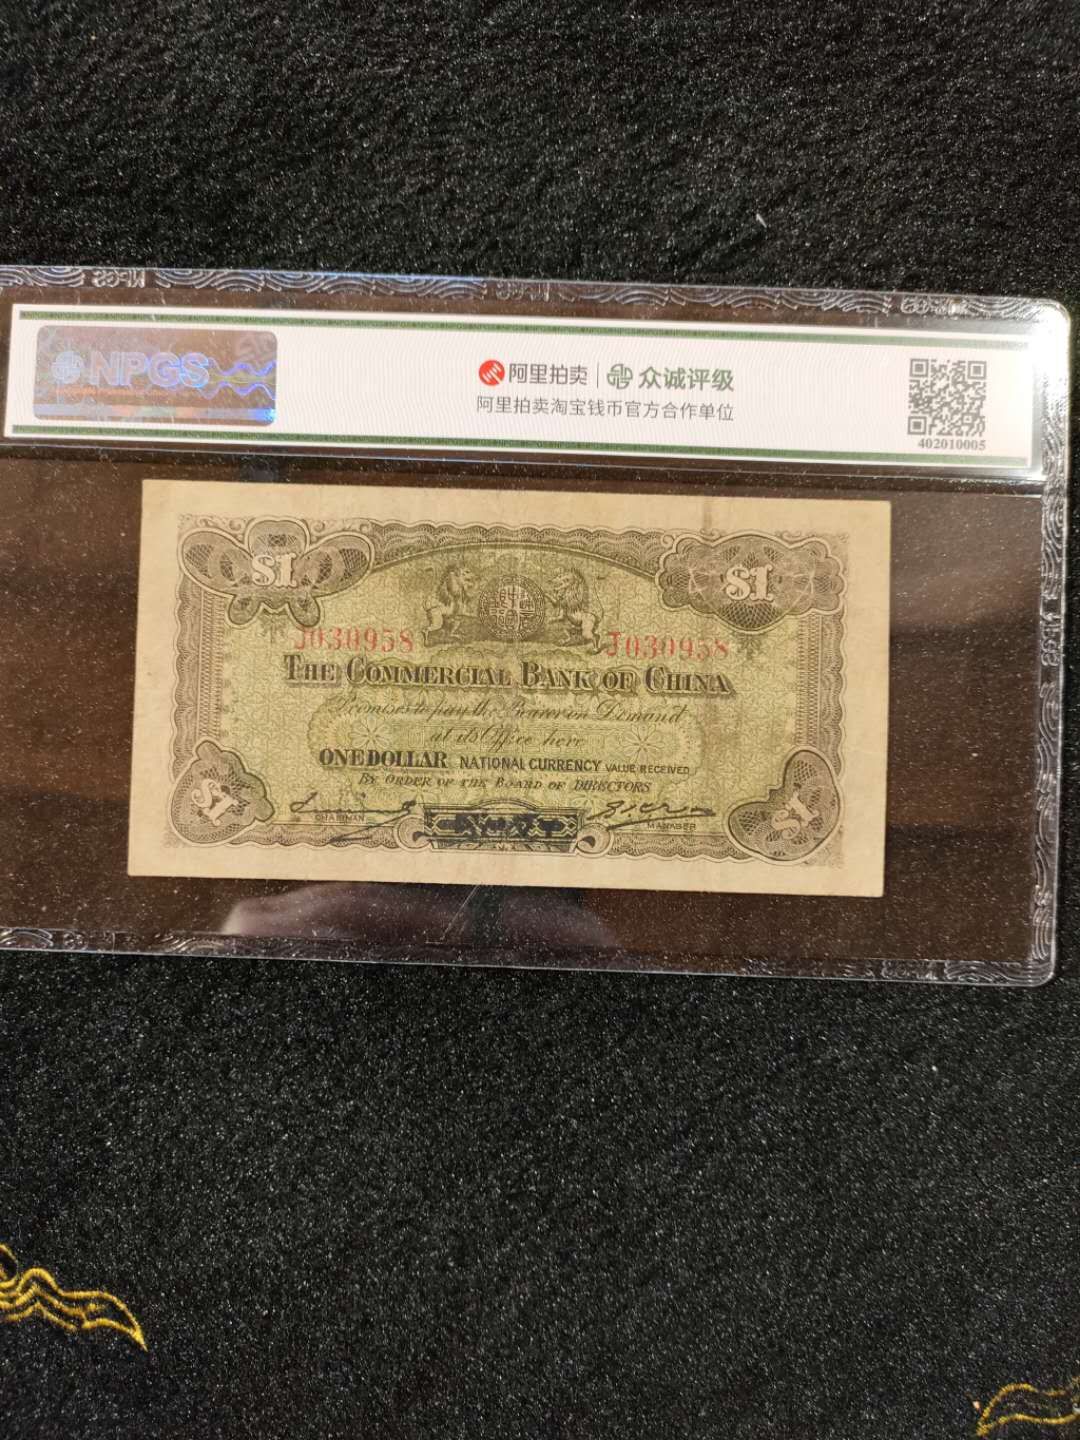 NPGS
阿里拍卖 | 众诚评级
阿里拍卖淘宝钱币官方合作单位
402010005
$1 $1
J030958 J030958
THE COMMERCIAL BANK OF CHINA
Promises to pay the Bearer on Demand
at its Office here
ONE DOLLAR NATIONAL CURRENCY VALUE RECEIVED
BY ORDER OF THE BOARD OF DIRECTORS
CHAIRMAN MANAGER
$1 $1